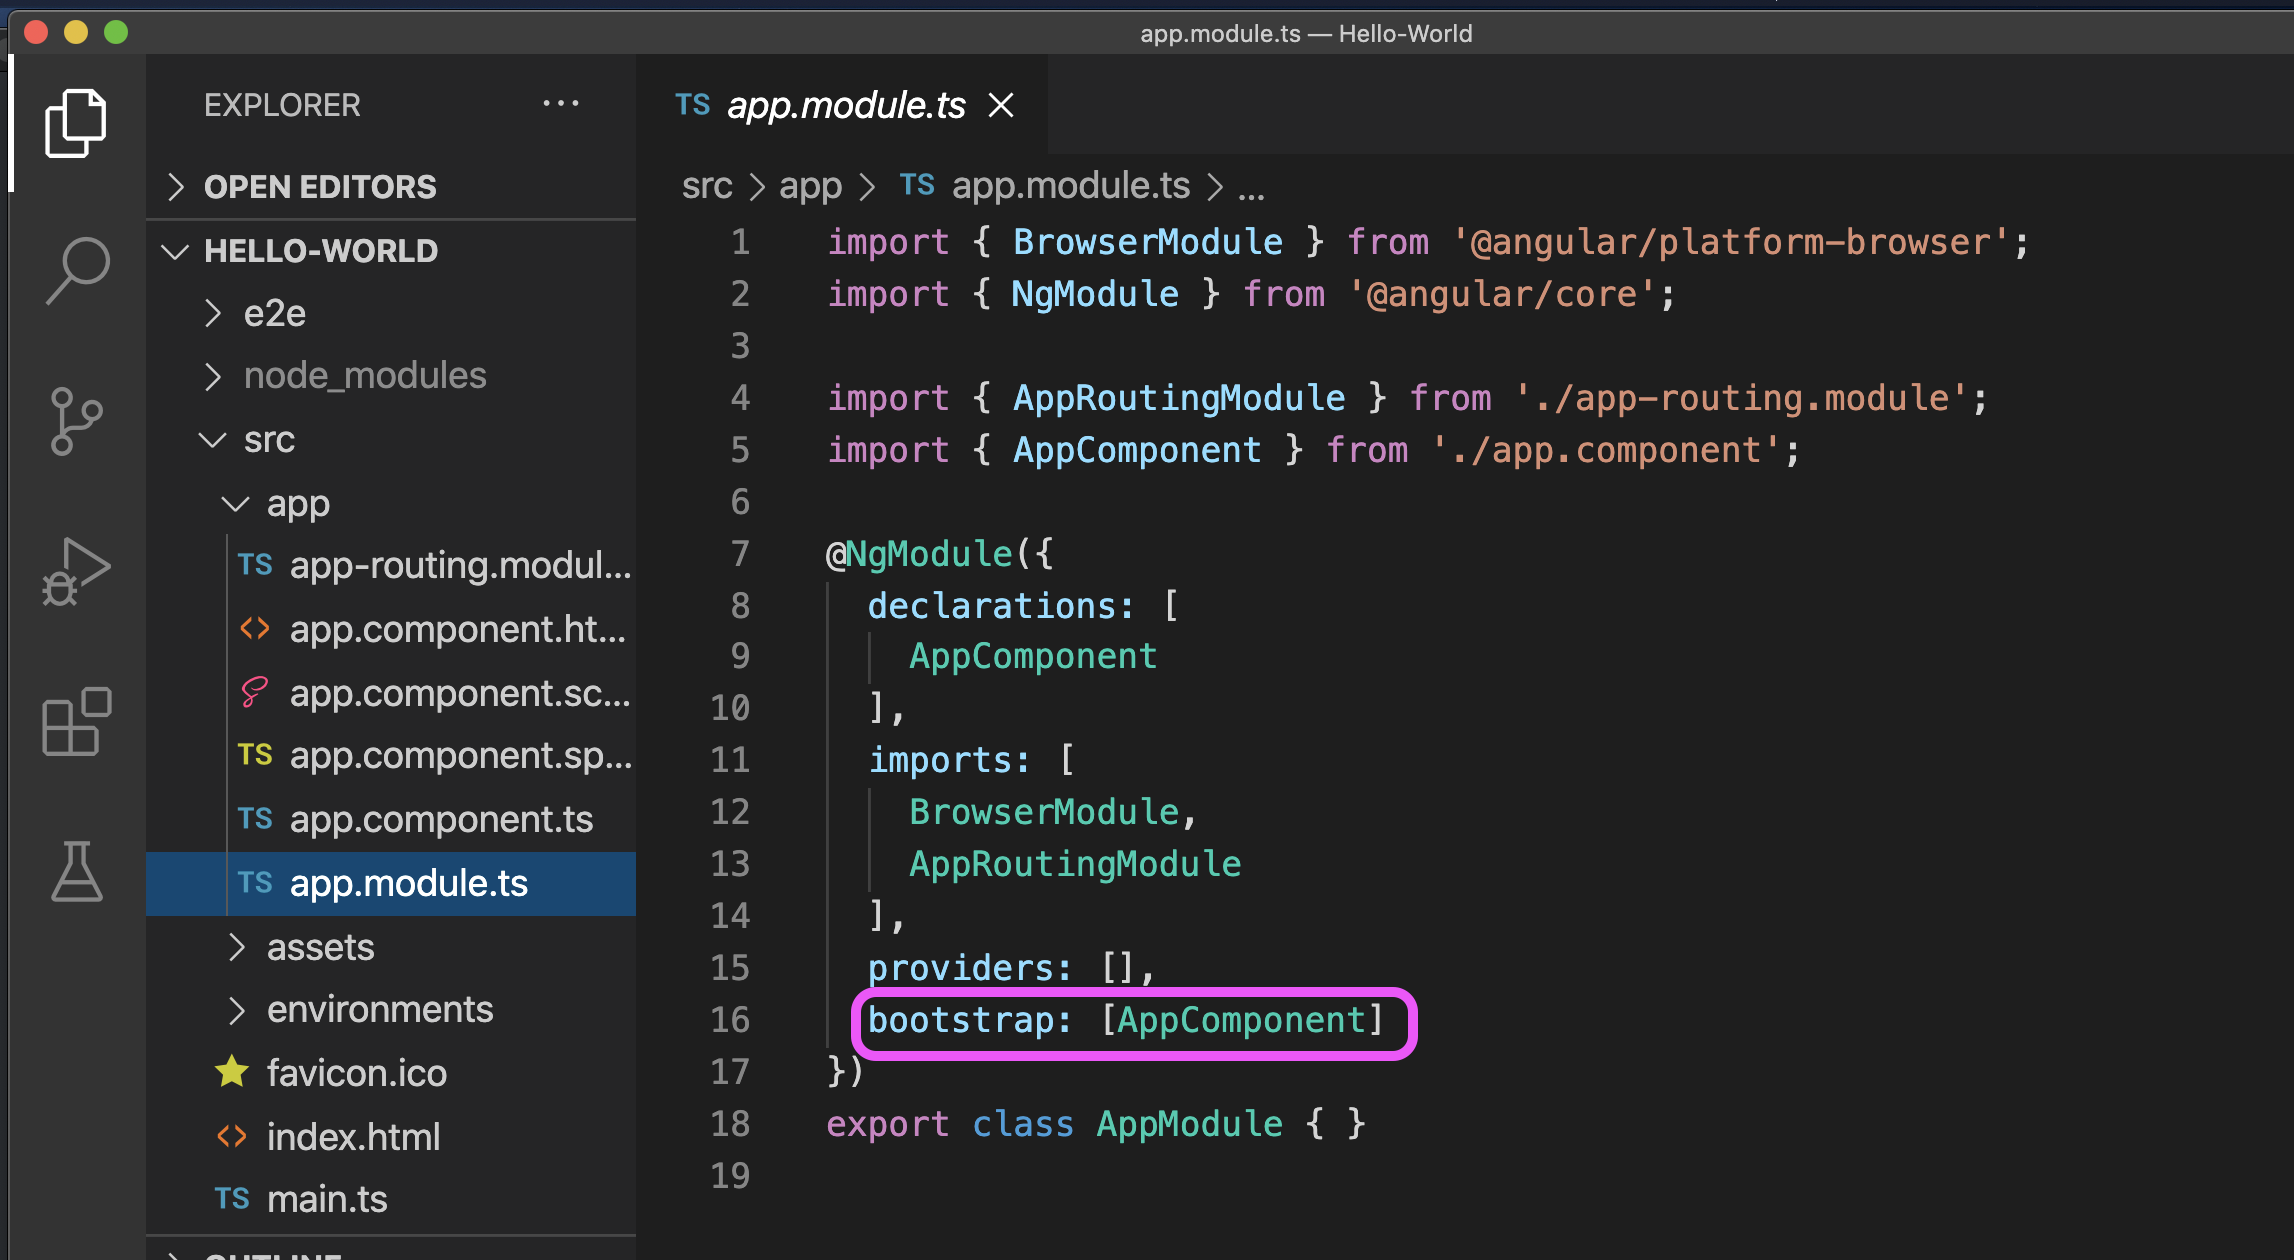 app.module.ts — Hello-World
EXPLORER ...
OPEN EDITORS
HELLO-WORLD
e2e
node_modules
src
app
TS app-routing.modul...
<> app.component.ht...
app.component.sc...
TS app.component.sp...
TS app.component.ts
TS app.module.ts
assets
environments
favicon.ico
<> index.html
TS main.ts
OUTLINE
TS app.module.ts
src > app > TS app.module.ts > ...
1 import { BrowserModule } from '@angular/platform-browser';
2 import { NgModule } from '@angular/core';
3
4 import { AppRoutingModule } from './app-routing.module';
5 import { AppComponent } from './app.component';
6
7 @NgModule({
8   declarations: [
9     AppComponent
10   ],
11   imports: [
12     BrowserModule,
13     AppRoutingModule
14   ],
15   providers: [],
16   bootstrap: [AppComponent]
17 })
18 export class AppModule { }
19